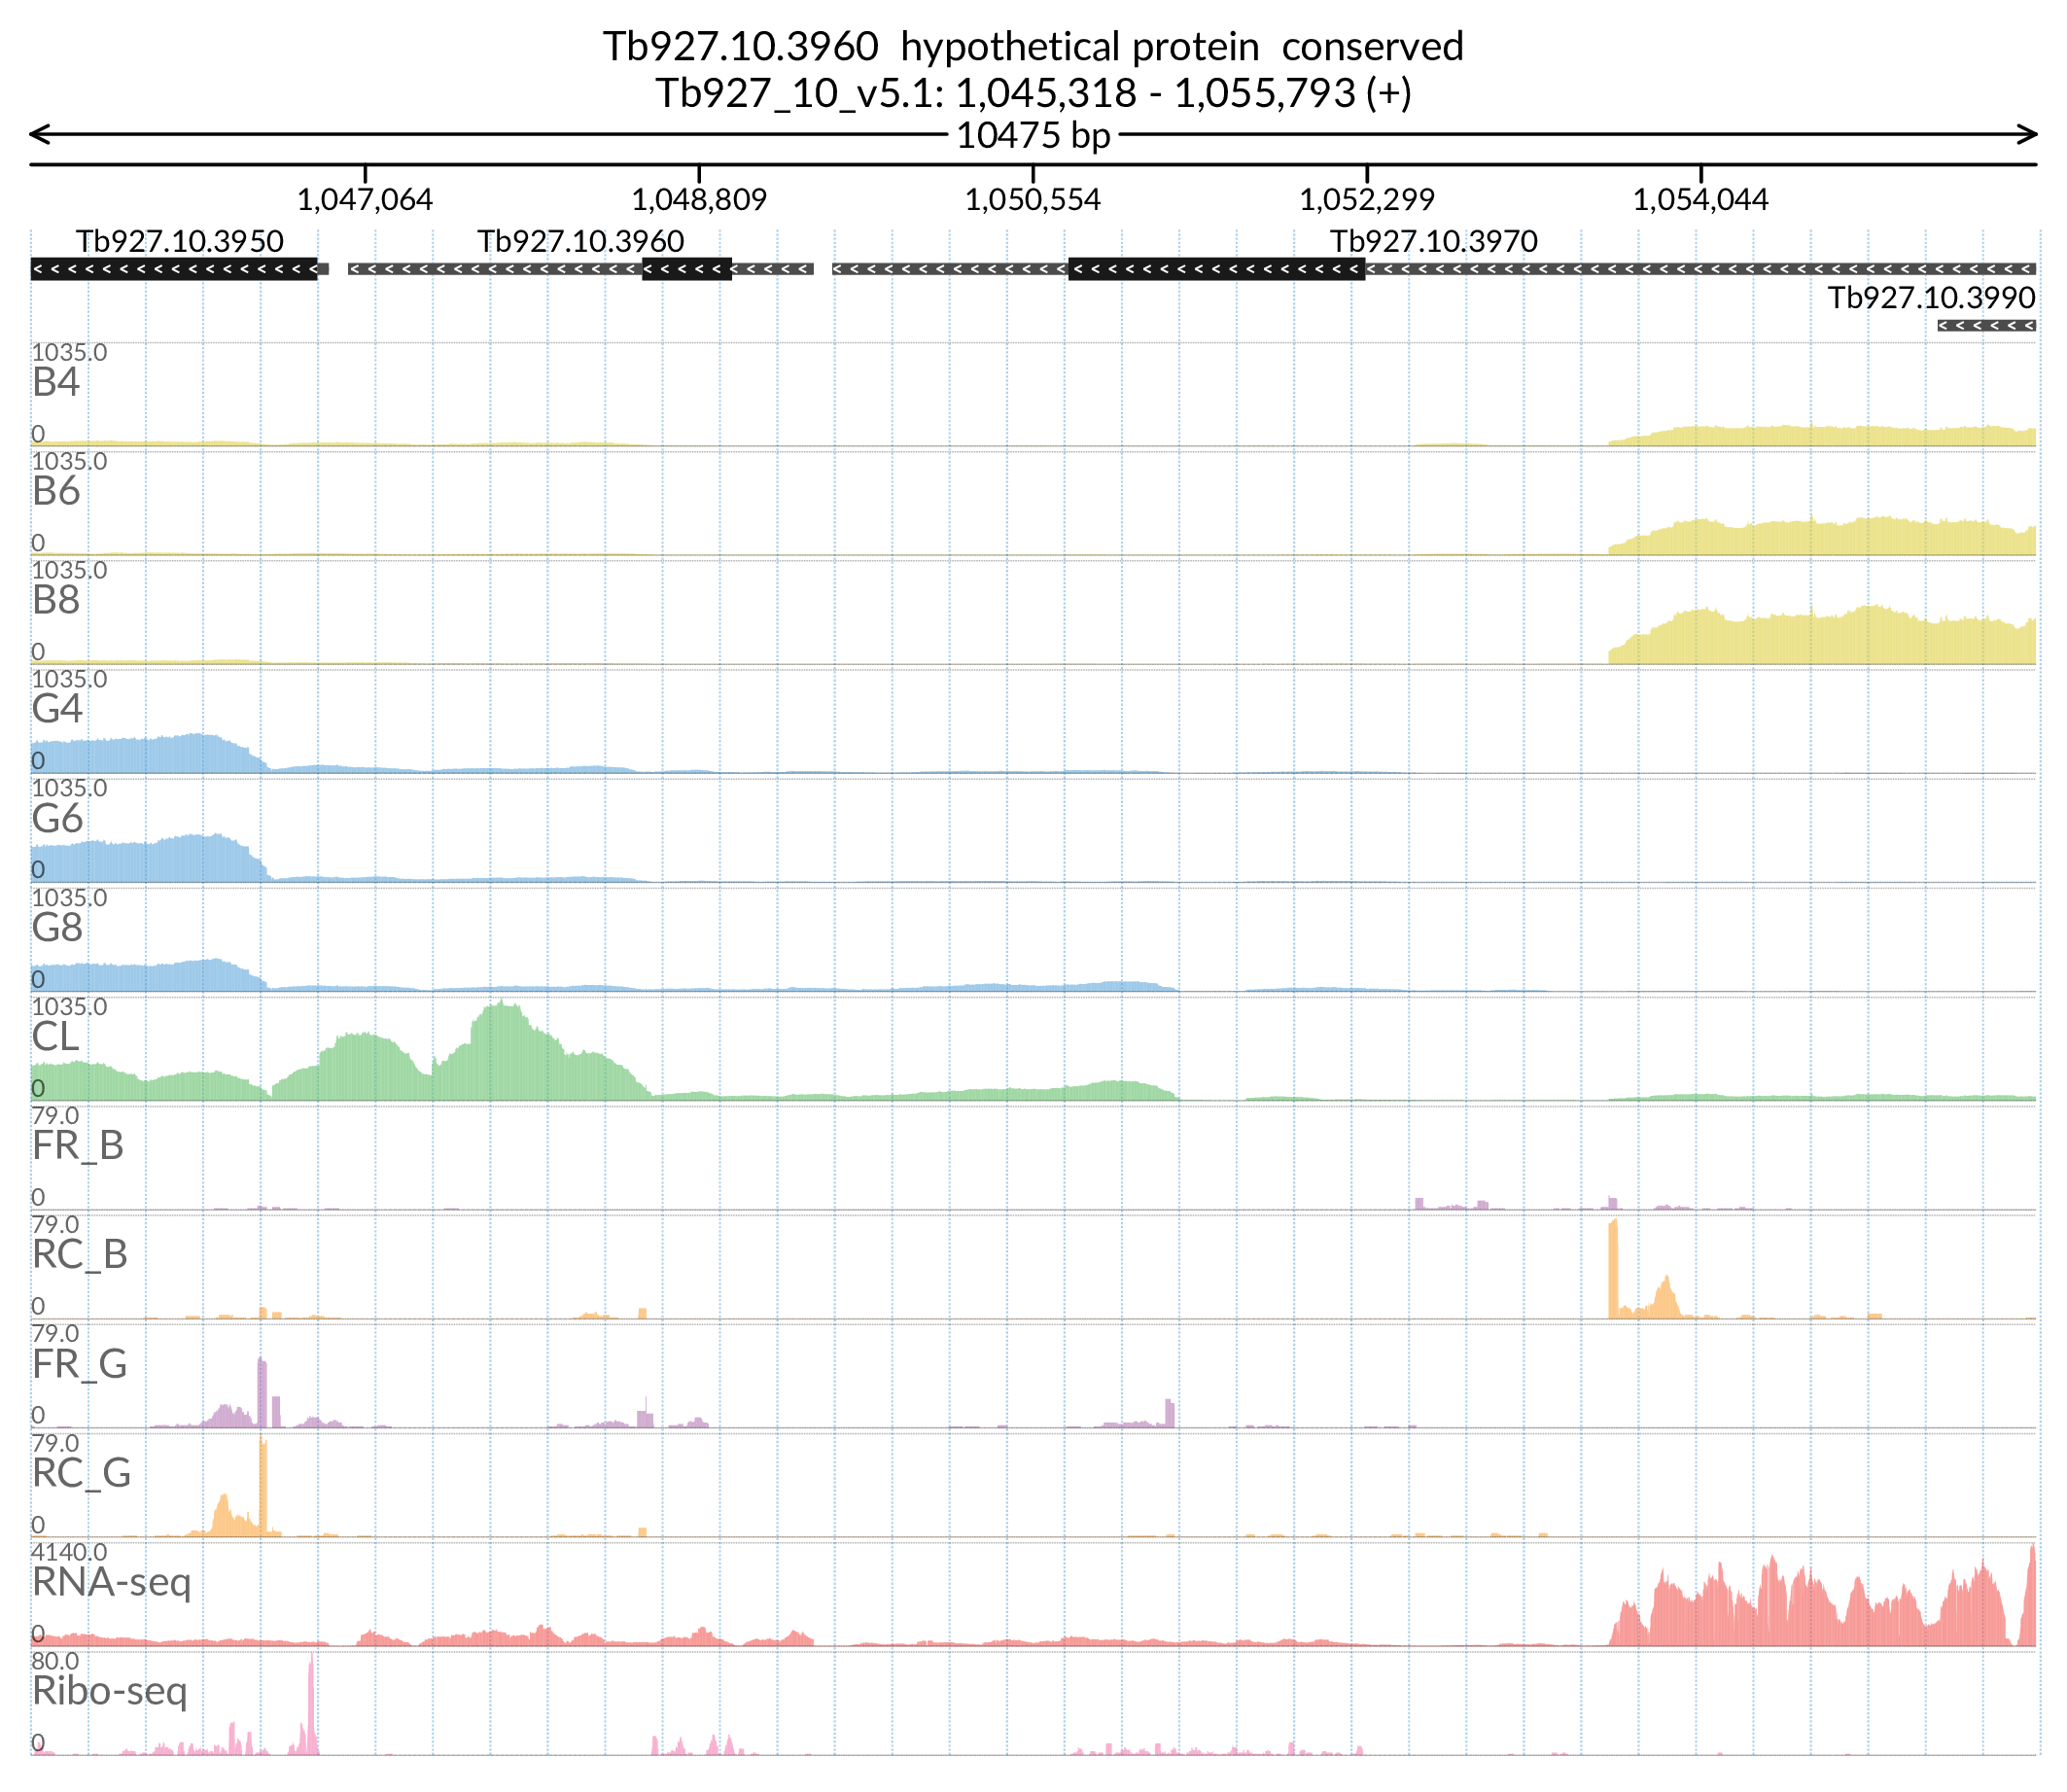 Tb927.10.3960 hypothetical protein conserved
Tb927_10_v5.1: 1,045,318 - 1,055,793 (+)
10475 bp
1,047,064 1,048,809 1,050,554 1,052,299 1,054,044
Tb927.10.3950 Tb927.10.3960 Tb927.10.3970
Tb927.10.3990
1035.0
B4
0
1035.0
B6
0
1035.0
B8
0
1035.0
G4
0
1035.0
G6
0
1035.0
G8
0
1035.0
CL
0
79.0
FR_B
0
79.0
RC_B
0
79.0
FR_G
0
79.0
RC_G
0
4140.0
RNA-seq
0
80.0
Ribo-seq
0